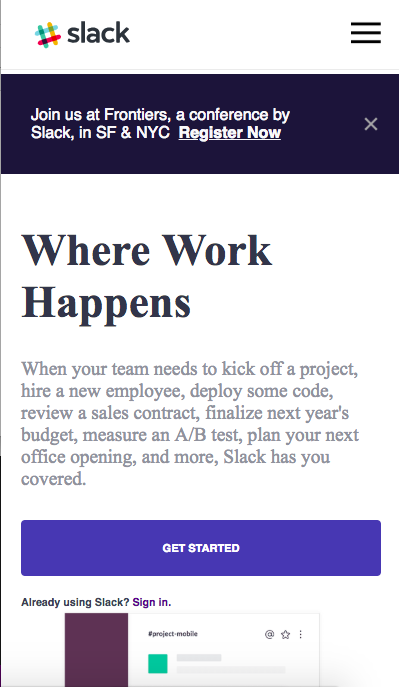 slack
Join us at Frontiers, a conference by
Slack, in SF & NYC Register Now
Where Work
Happens
When your team needs to kick off a project,
hire a new employee, deploy some code,
review a sales contract, finalize next year's
budget, measure an A/B test, plan your next
office opening, and more, Slack has you
covered.
GET STARTED
Already using Slack? Sign in.
#project-mobile